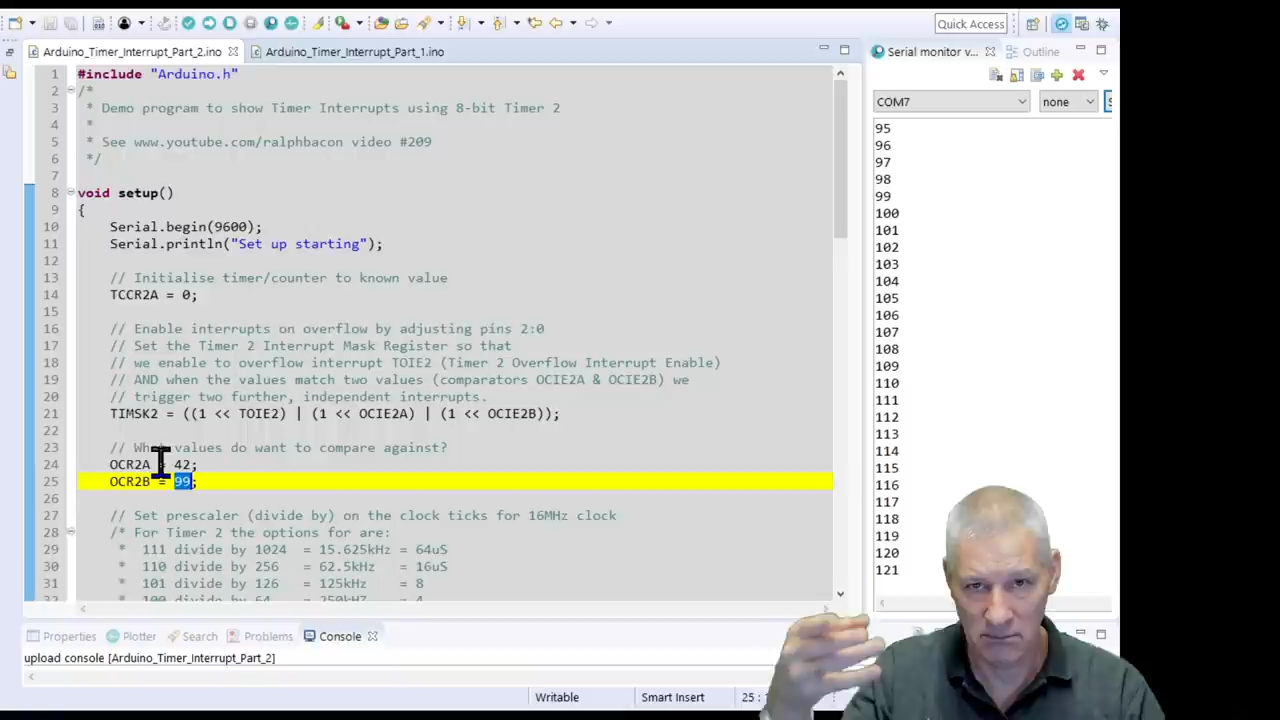 Quick Access
Arduino_Timer_Interrupt_Part_2.ino
Arduino_Timer_Interrupt_Part_1.ino
Serial monitor v...
Outline
1 #include "Arduino.h"
2 /*
3 * Demo program to show Timer Interrupts using 8-bit Timer 2
4 *
5 * See www.youtube.com/ralphbacon video #209
6 */
7
8 void setup()
9 {
10 Serial.begin(9600);
11 Serial.println("Set up starting");
12
13 // Initialise timer/counter to known value
14 TCCR2A = 0;
15
16 // Enable interrupts on overflow by adjusting pins 2:0
17 // Set the Timer 2 Interrupt Mask Register so that
18 // we enable to overflow interrupt TOIE2 (Timer 2 Overflow Interrupt Enable)
19 // AND when the values match two values (comparators OCIE2A & OCIE2B) we
20 // trigger two further, independent interrupts.
21 TIMSK2 = ((1 << TOIE2) | (1 << OCIE2A) | (1 << OCIE2B));
22
23 // What values do want to compare against?
24 OCR2A = 42;
25 OCR2B = 99;
26
27 // Set prescaler (divide by) on the clock ticks for 16MHz clock
28 /* For Timer 2 the options for are:
29 * 111 divide by 1024 = 15.625kHz = 64uS
30 * 110 divide by 256 = 62.5kHz = 16uS
31 * 101 divide by 126 = 125kHz = 8
32 * 100 divide by 64 = 250kHz = 4
COM7
none
95
96
97
98
99
100
101
102
103
104
105
106
107
108
109
110
111
112
113
114
115
116
117
118
119
120
121
Properties
Plotter
Search
Problems
Console
upload console [Arduino_Timer_Interrupt_Part_2]
Writable
Smart Insert
25 :